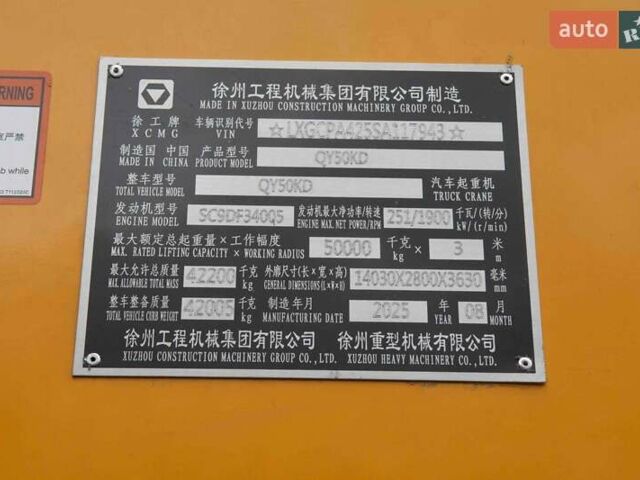 auto
R
RNING
严禁
b while
徐州工程机械集团有限公司制造
MADE IN XUZHOU CONSTRUCTION MACHINERY GROUP CO.,LTD.
徐工牌 车辆识别代号 ☆LXGCPA425SA117943☆
XCMG VIN
制造国 中国 产品型号 QY50KD
MADE IN CHINA PRODUCT MODEL
整车型号 QY50KD 汽车起重机
TOTAL VEHICLE MODEL TRUCK CRANE
发动机型号 SC9DF340Q5 发动机最大净功率/转速 251/1900 千瓦(转/分)
ENGINE MODEL ENGINE MAX. NET POWER/RPM kW/(r/min)
最大额定总起重量×工作幅度 50000 千克 × 3 米
MAX. RATED LIFTING CAPACITY × WORKING RADIUS kg m
最大允许总质量 42200 千克 外廓尺寸(长×宽×高) 14030X2800X3630 毫米
MAX. ALLOWABLE TOTAL MASS kg GENERAL DIMENSIONS(L×W×H) mm
整车整备质量 42005 千克 制造年月 2025 年 08 月
TOTAL VEHICLE CURB WEIGHT kg MANUFACTURING DATE YEAR MONTH
徐州工程机械集团有限公司 徐州重型机械有限公司
XUZHOU CONSTRUCTION MACHINERY GROUP CO.,LTD. XUZHOU HEAVY MACHINERY CO.,LTD.